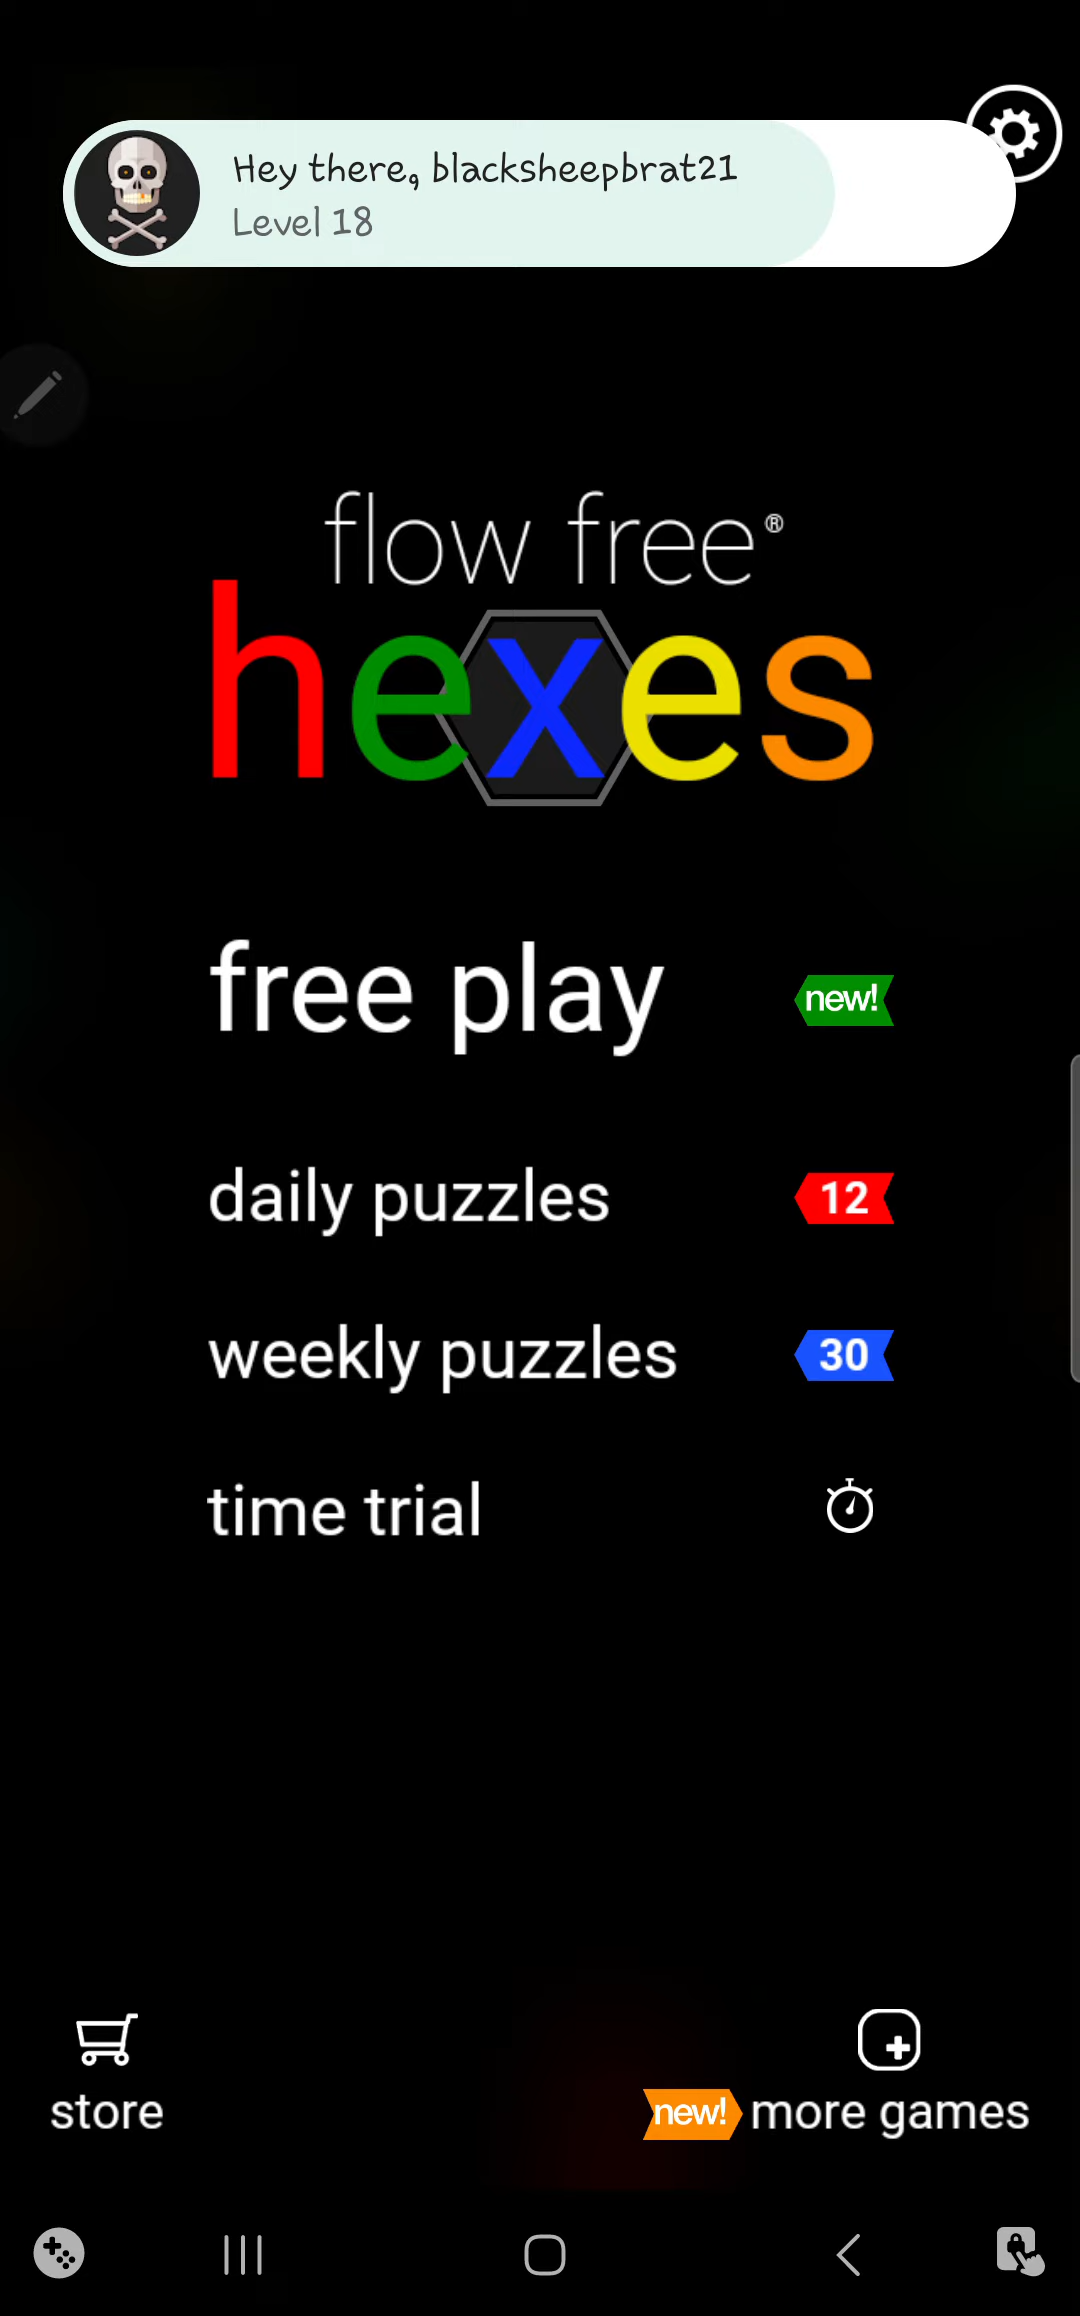 Hey there, blacksheepbrat21
Level 18
flow free®
hexes
free play new!
daily puzzles 12
weekly puzzles 30
time trial
store
new! more games